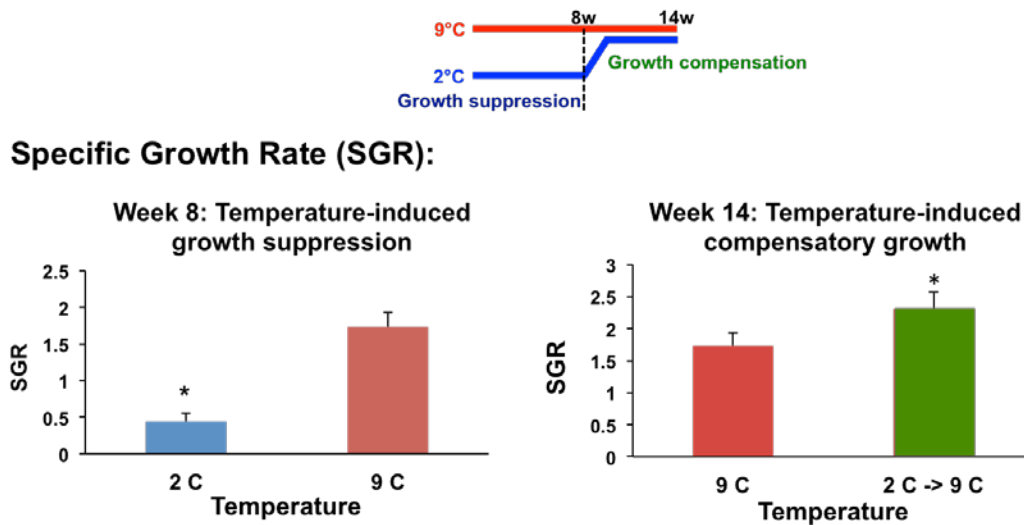 8w 14w
9°C
Growth compensation
2°C
Growth suppression
Specific Growth Rate (SGR):
Week 8: Temperature-induced
growth suppression
2.5
2
1.5
1
0.5
0
SGR
*
2 C 9 C
Temperature
Week 14: Temperature-induced
compensatory growth
3
2.5
2
1.5
1
0.5
0
SGR
*
9 C 2 C -> 9 C
Temperature